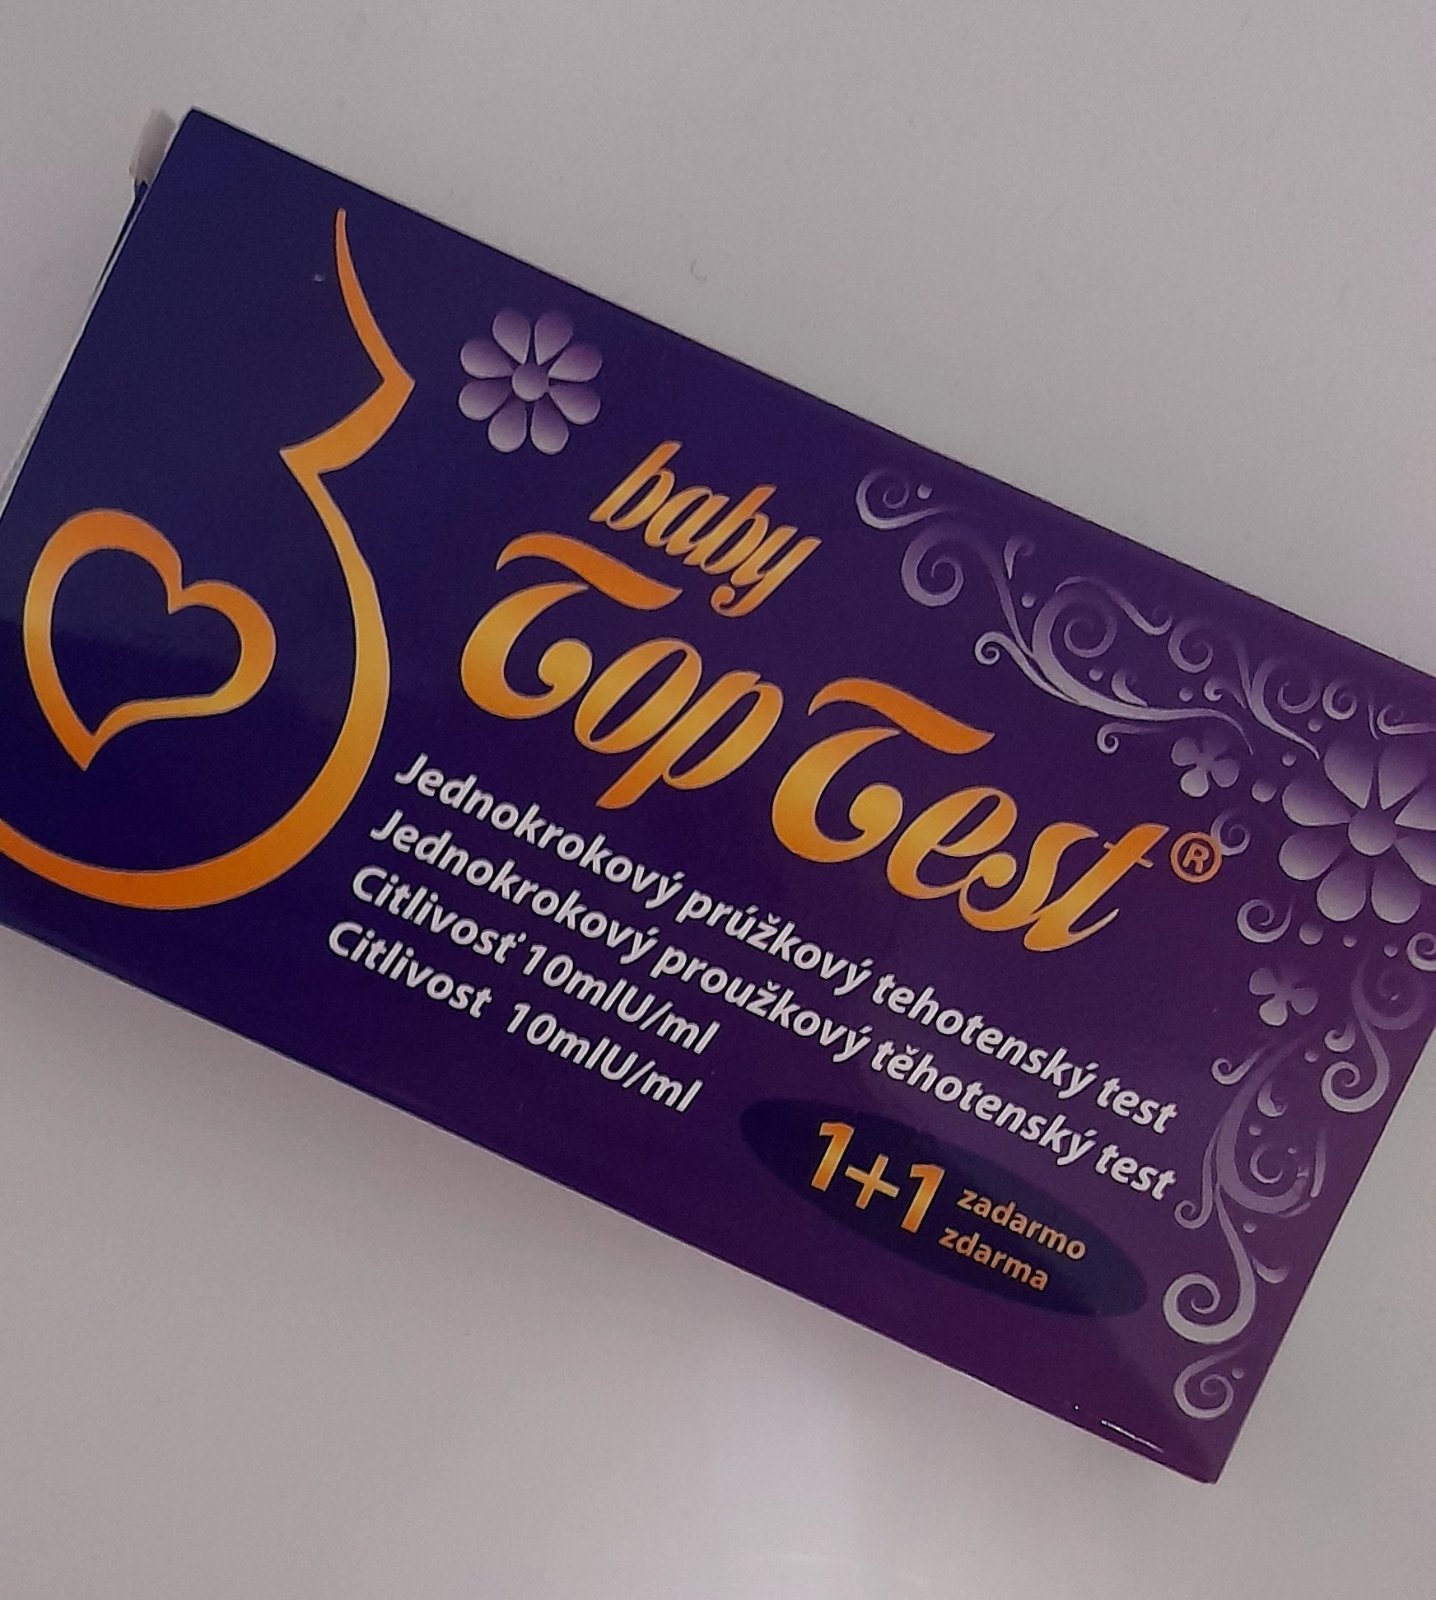 baby
Top Test®
Jednokrokový prúžkový tehotenský test
Jednokrokový proužkový těhotenský test
Citlivosť 10mIU/ml
Citlivost 10mIU/ml
1+1 zadarmo
zdarma